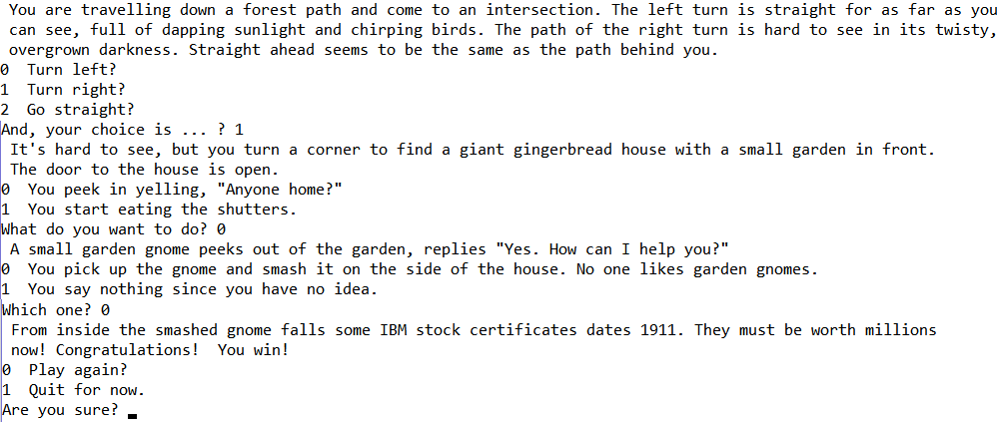 You are travelling down a forest path and come to an intersection. The left turn is straight for as far as you
can see, full of dapping sunlight and chirping birds. The path of the right turn is hard to see in its twisty,
overgrown darkness. Straight ahead seems to be the same as the path behind you.
0  Turn left?
1  Turn right?
2  Go straight?
And, your choice is ... ? 1
It's hard to see, but you turn a corner to find a giant gingerbread house with a small garden in front.
The door to the house is open.
0  You peek in yelling, "Anyone home?"
1  You start eating the shutters.
What do you want to do? 0
A small garden gnome peeks out of the garden, replies "Yes. How can I help you?"
0  You pick up the gnome and smash it on the side of the house. No one likes garden gnomes.
1  You say nothing since you have no idea.
Which one? 0
From inside the smashed gnome falls some IBM stock certificates dates 1911. They must be worth millions
now! Congratulations!  You win!
0  Play again?
1  Quit for now.
Are you sure?